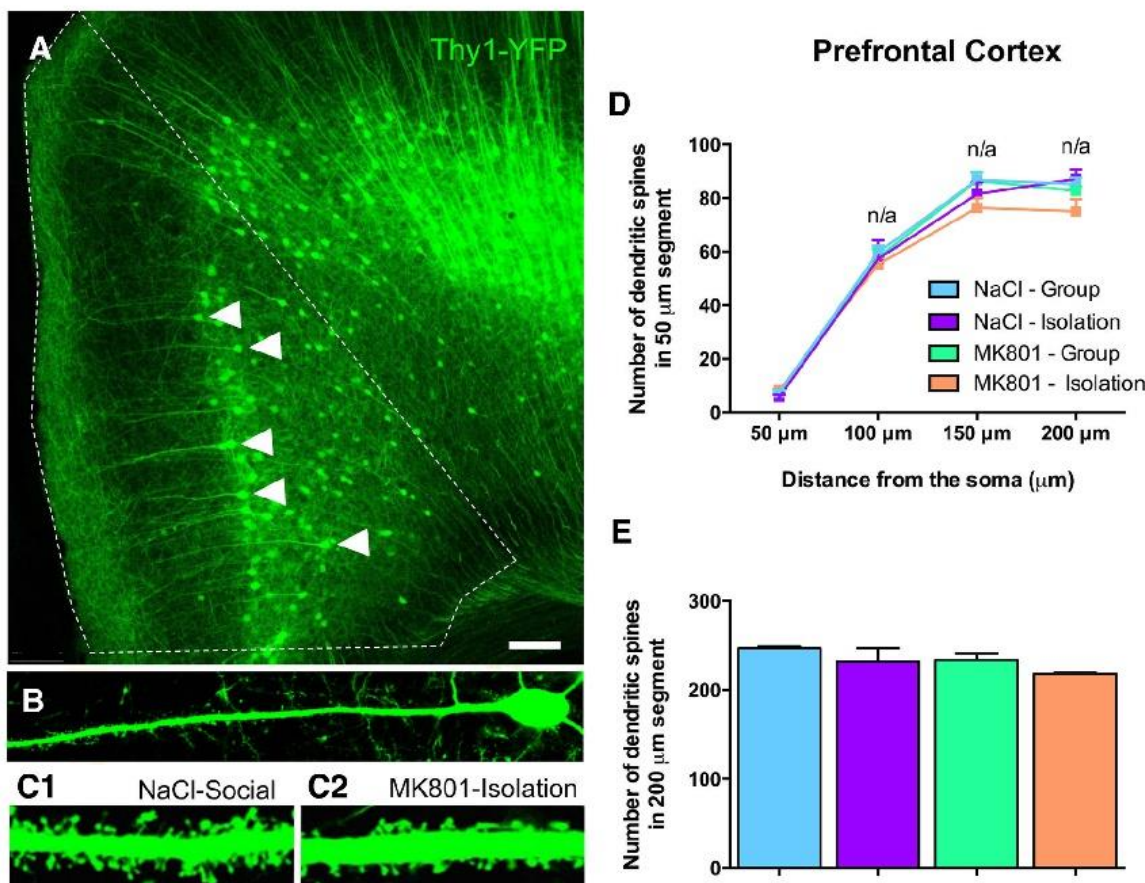 A
Thy1-YFP
B
C1
NaCl-Social
C2
MK801-Isolation
Prefrontal Cortex
D
Number of dendritic spines
in 50 μm segment
100
80
60
40
20
0
n/a
n/a
n/a
NaCl - Group
NaCl - Isolation
MK801 - Group
MK801 - Isolation
50 μm
100 μm
150 μm
200 μm
Distance from the soma (μm)
E
Number of dendritic spines
in 200 μm segment
300
200
100
0